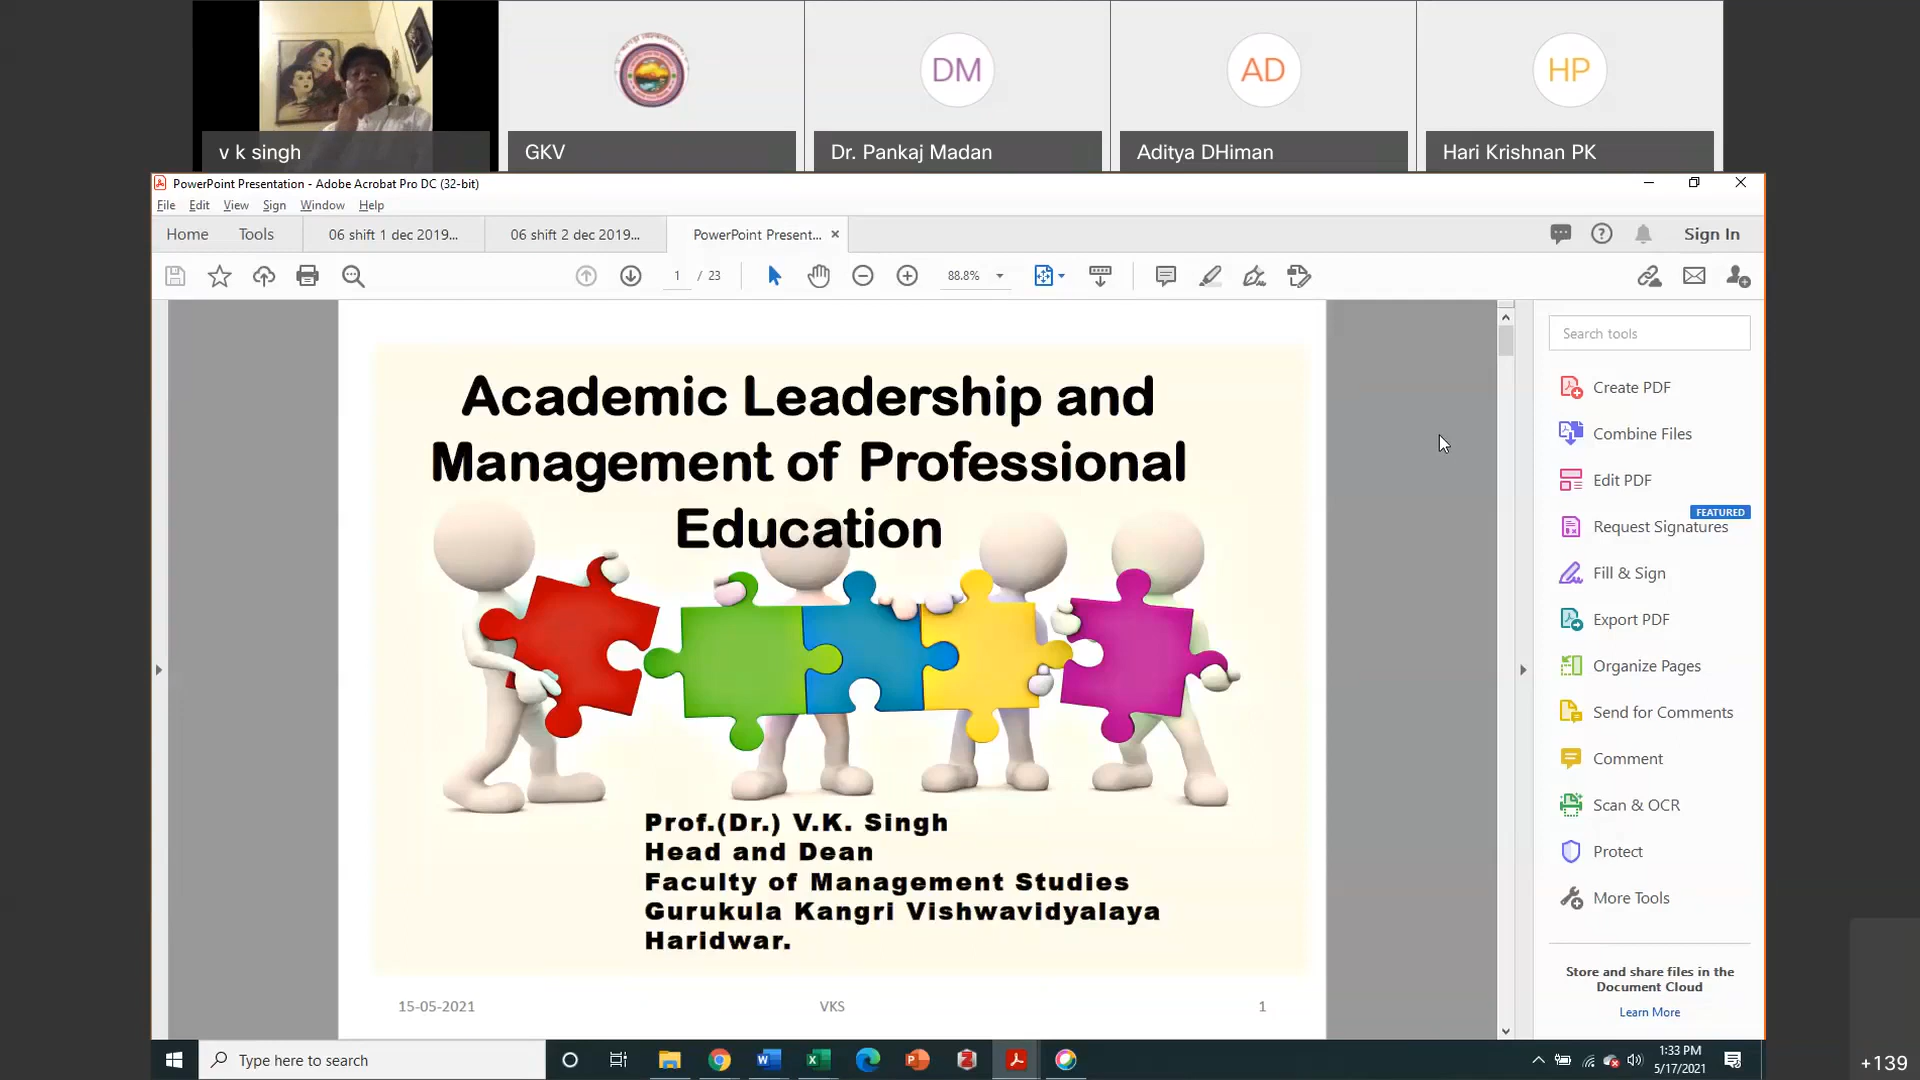 DM
AD
HP
v k singh
GKV
Dr. Pankaj Madan
Aditya DHiman
Hari Krishnan PK
PowerPoint Presentation - Adobe Acrobat Pro DC (32-bit)
File Edit View Sign Window Help
Home Tools 06 shift 1 dec 2019... 06 shift 2 dec 2019... PowerPoint Present... Sign In
1 / 23 88.8%
Academic Leadership and
Management of Professional
Education
Prof.(Dr.) V.K. Singh
Head and Dean
Faculty of Management Studies
Gurukula Kangri Vishwavidyalaya
Haridwar.
15-05-2021 VKS 1
Search tools
Create PDF
Combine Files
Edit PDF
FEATURED
Request Signatures
Fill & Sign
Export PDF
Organize Pages
Send for Comments
Comment
Scan & OCR
Protect
More Tools
Store and share files in the
Document Cloud
Learn More
Type here to search
1:33 PM
5/17/2021
+139